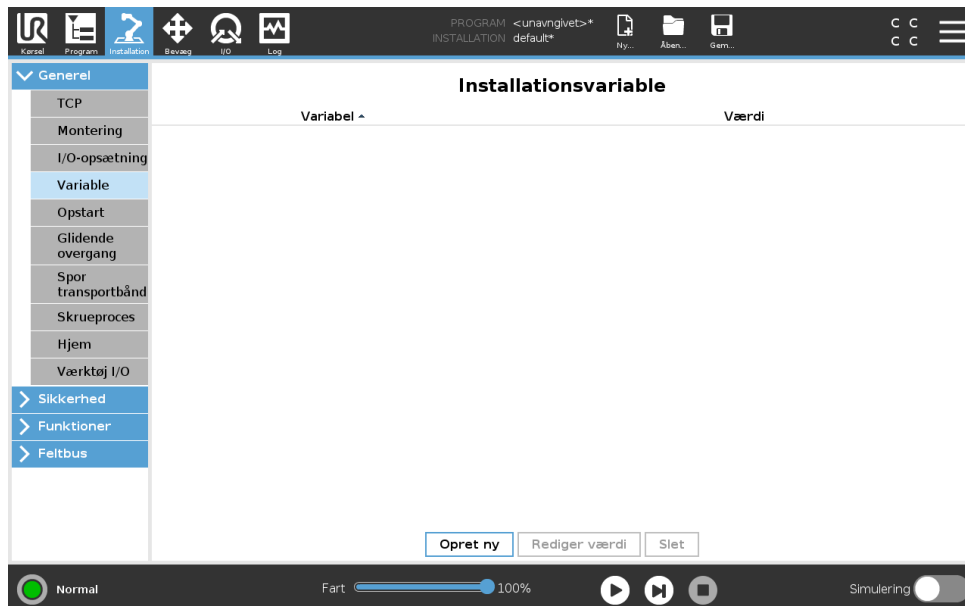 PROGRAM <unavngivet>*
INSTALLATION default*
Kørsel Program Installation Bevæg I/O Log Ny... Åben... Gem...
C C
C C
Generel
TCP
Montering
I/O-opsætning
Variable
Opstart
Glidende
overgang
Spor
transportbånd
Skrueproces
Hjem
Værktøj I/O
Sikkerhed
Funktioner
Feltbus
Installationsvariable
Variabel Værdi
Opret ny Rediger værdi Slet
Normal Fart 100% Simulering